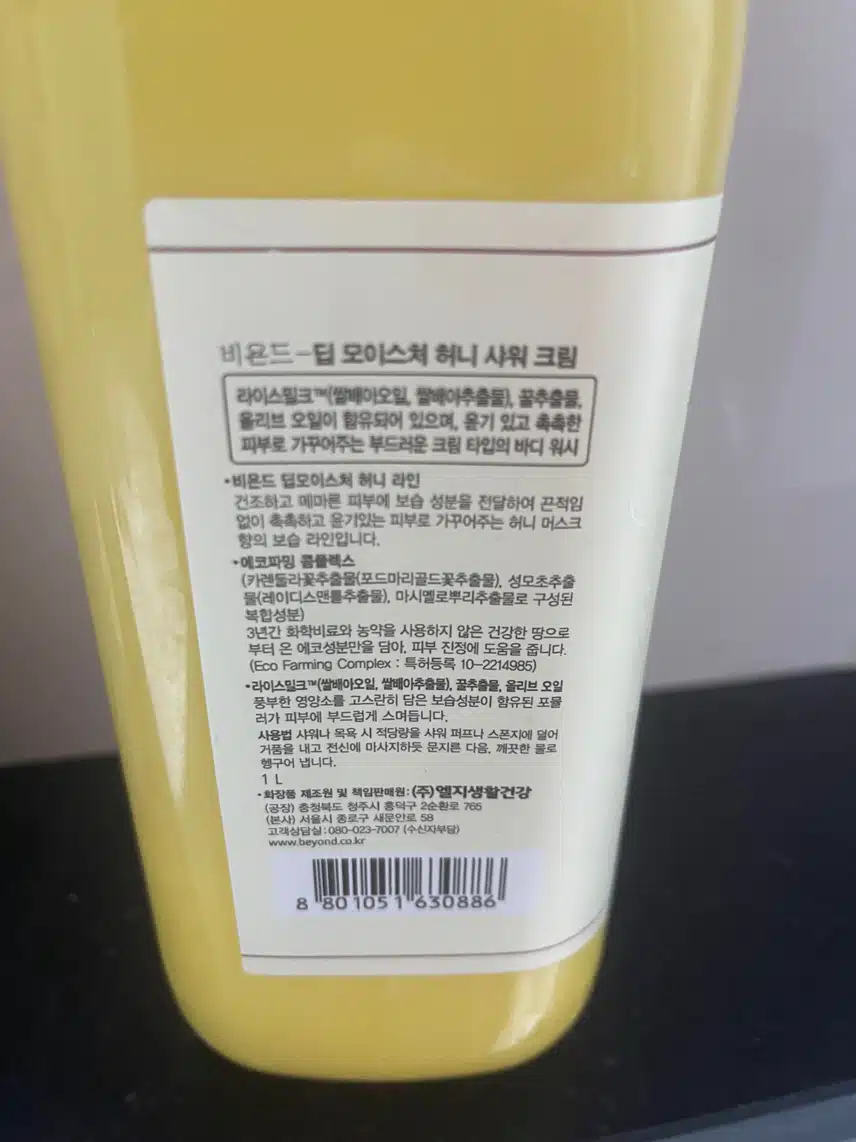 비욘드-딥 모이스처 허니 샤워 크림
라이스밀크™(쌀배아오일, 쌀배아추출물), 꿀추출물,
올리브 오일이 함유되어 있으며, 윤기 있고 촉촉한
피부로 가꾸어주는 부드러운 크림 타입의 바디 워시
•비욘드 딥모이스처 허니 라인
건조하고 메마른 피부에 보습 성분을 전달하여 끈적임
없이 촉촉하고 윤기있는 피부로 가꾸어주는 허니 머스크
향의 보습 라인입니다.
•에코파밍 콤플렉스
(카렌둘라꽃추출물(포트마리골드꽃추출물), 성모초추출
물(레이디스맨틀추출물), 마시멜로뿌리추출물로 구성된
복합성분)
3년간 화학비료와 농약을 사용하지 않은 건강한 땅으로
부터 온 에코성분만을 담아, 피부 진정에 도움을 줍니다.
(Eco Farming Complex : 특허등록 10-2214985)
•라이스밀크™(쌀배아오일, 쌀배아추출물), 꿀추출물, 올리브 오일
풍부한 영양소를 고스란히 담은 보습성분이 함유된 포뮬
러가 피부에 부드럽게 스며듭니다.
사용법 샤워나 목욕 시 적당량을 샤워 퍼프나 스폰지에 덜어
거품을 내고 전신에 마사지하듯 문지른 다음, 깨끗한 물로
헹구어 냅니다.
1 L
•화장품 제조원 및 책임판매원: (주)엘지생활건강
(공장) 충청북도 청주시 흥덕구 2순환로 765
(본사) 서울시 종로구 새문안로 58
고객상담실:080-023-7007 (수신자부담)
www.beyond.co.kr
8 801051 630886